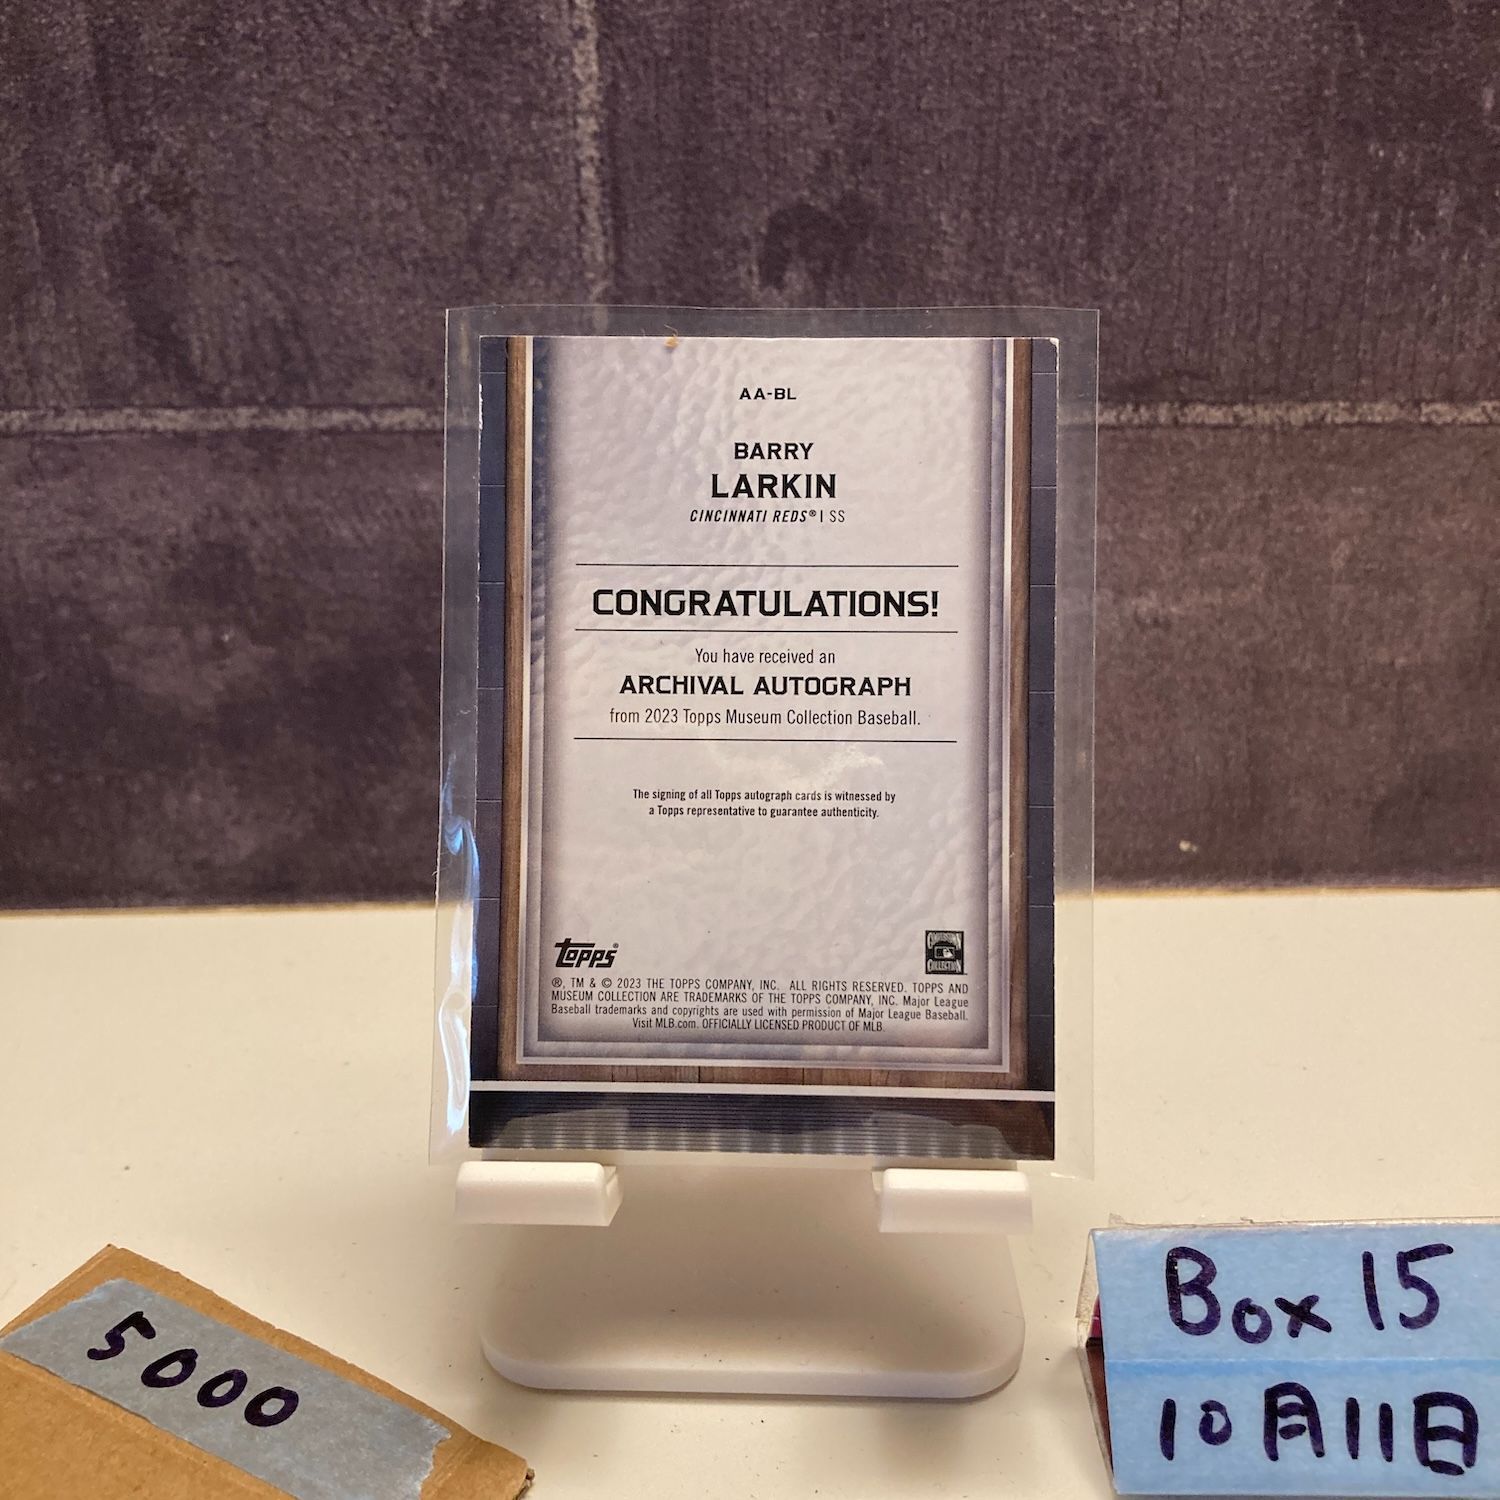 AA-BL
BARRY
LARKIN
CINCINNATI REDS® | SS
CONGRATULATIONS!
You have received an
ARCHIVAL AUTOGRAPH
from 2023 Topps Museum Collection Baseball.
The signing of all Topps autograph cards is witnessed by
a Topps representative to guarantee authenticity.
topps®
COOPERSTOWN
COLLECTION
®, TM & © 2023 THE TOPPS COMPANY, INC. ALL RIGHTS RESERVED. TOPPS AND
MUSEUM COLLECTION ARE TRADEMARKS OF THE TOPPS COMPANY, INC. Major League
Baseball trademarks and copyrights are used with permission of Major League Baseball.
Visit MLB.com. OFFICIALLY LICENSED PRODUCT OF MLB.
5000
Box 15
10月11日